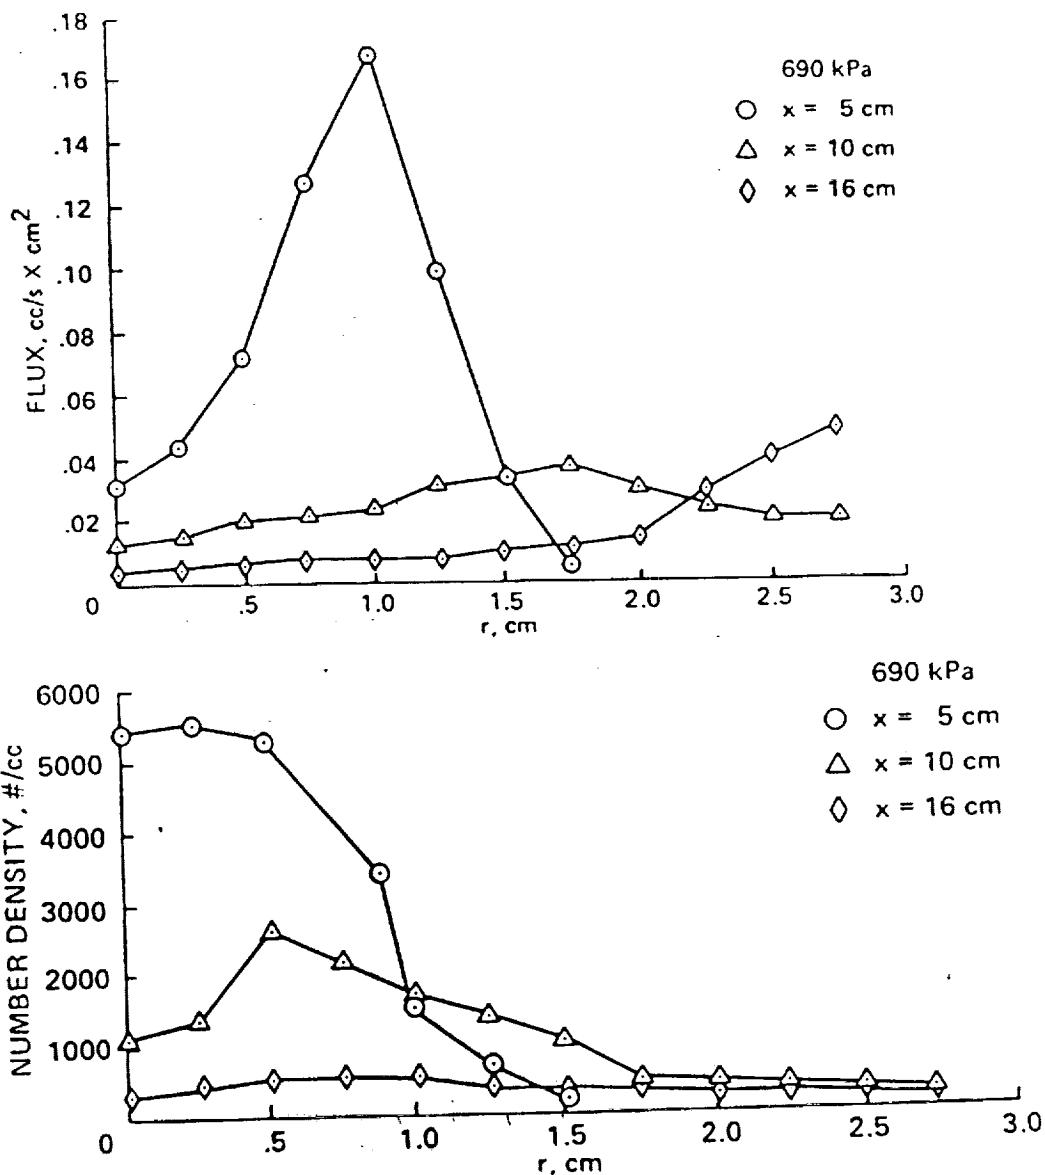 .18
.16
.14
.12
.10
.08
.06
.04
.02
0
.5
1.0
1.5
2.0
2.5
3.0
FLUX, cc/s X cm²
r, cm
690 kPa
x = 5 cm
x = 10 cm
x = 16 cm
6000
5000
4000
3000
2000
1000
0
.5
1.0
1.5
2.0
2.5
3.0
NUMBER DENSITY, #/cc
r, cm
690 kPa
x = 5 cm
x = 10 cm
x = 16 cm